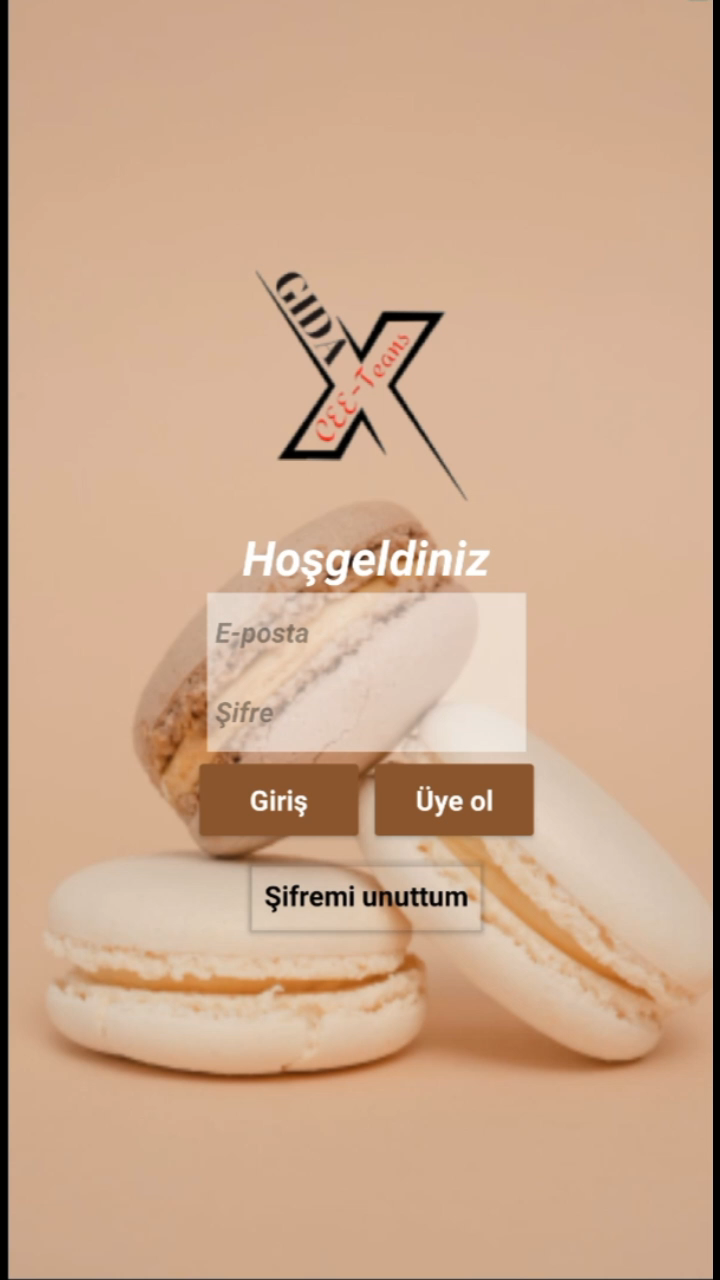 GIDA
CEE-Teans
Hoşgeldiniz
E-posta
Şifre
Giriş
Üye ol
Şifremi unuttum